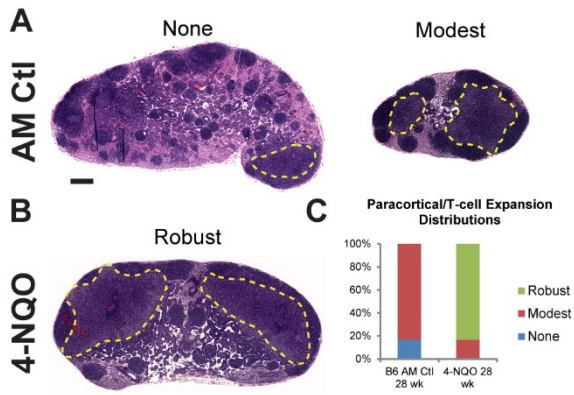 A
None
Modest
AM Ctl
B
Robust
4-NQO
C
Paracortical/T-cell Expansion
Distributions
100%
80%
60%
40%
20%
0%
Robust
Modest
None
B6 AM Ctl
28 wk
4-NQO 28
wk